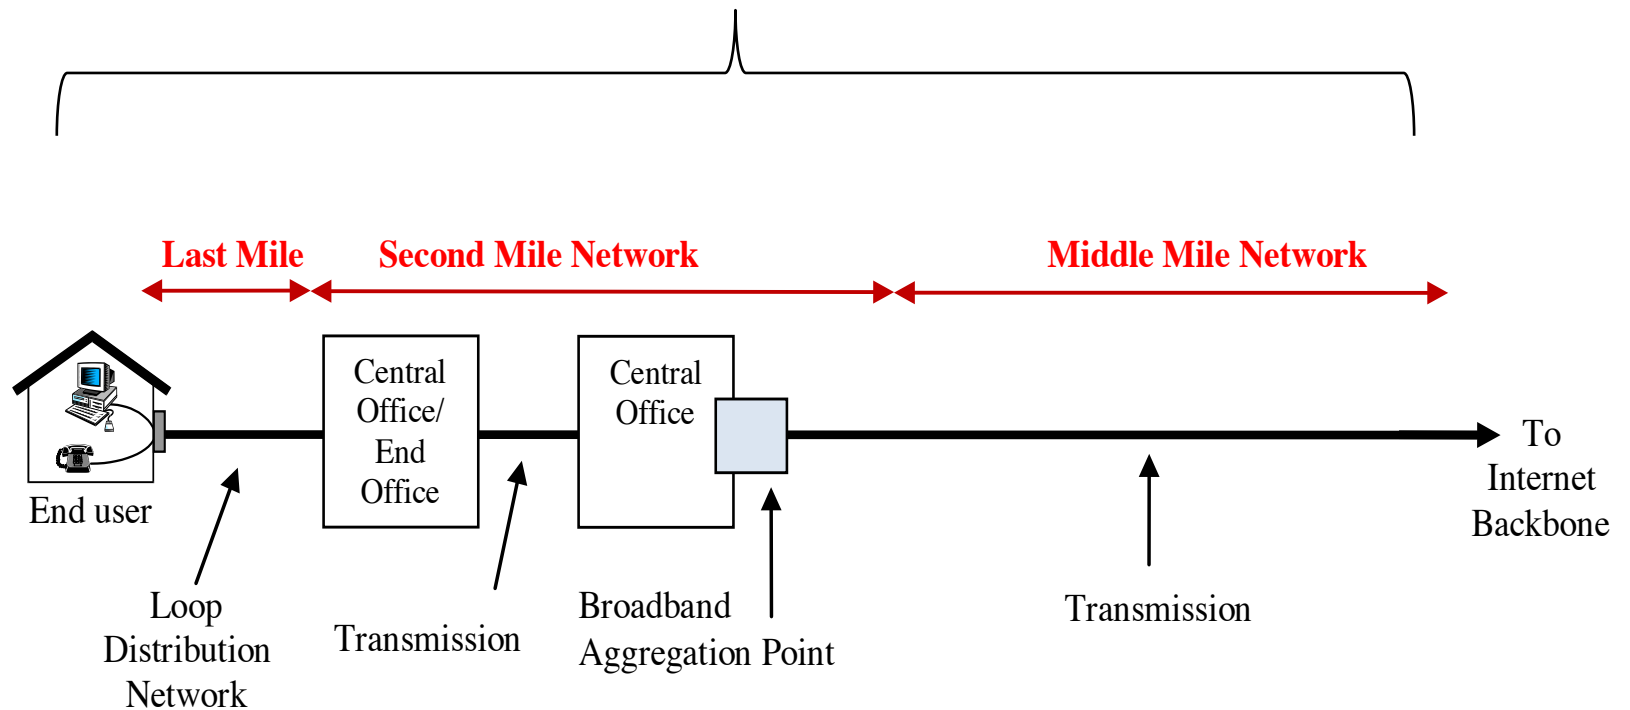 Last Mile
Second Mile Network
Middle Mile Network
Central
Office/
End
Office
Central
Office
To
Internet
Backbone
End user
Loop
Distribution
Network
Transmission
Broadband
Aggregation Point
Transmission